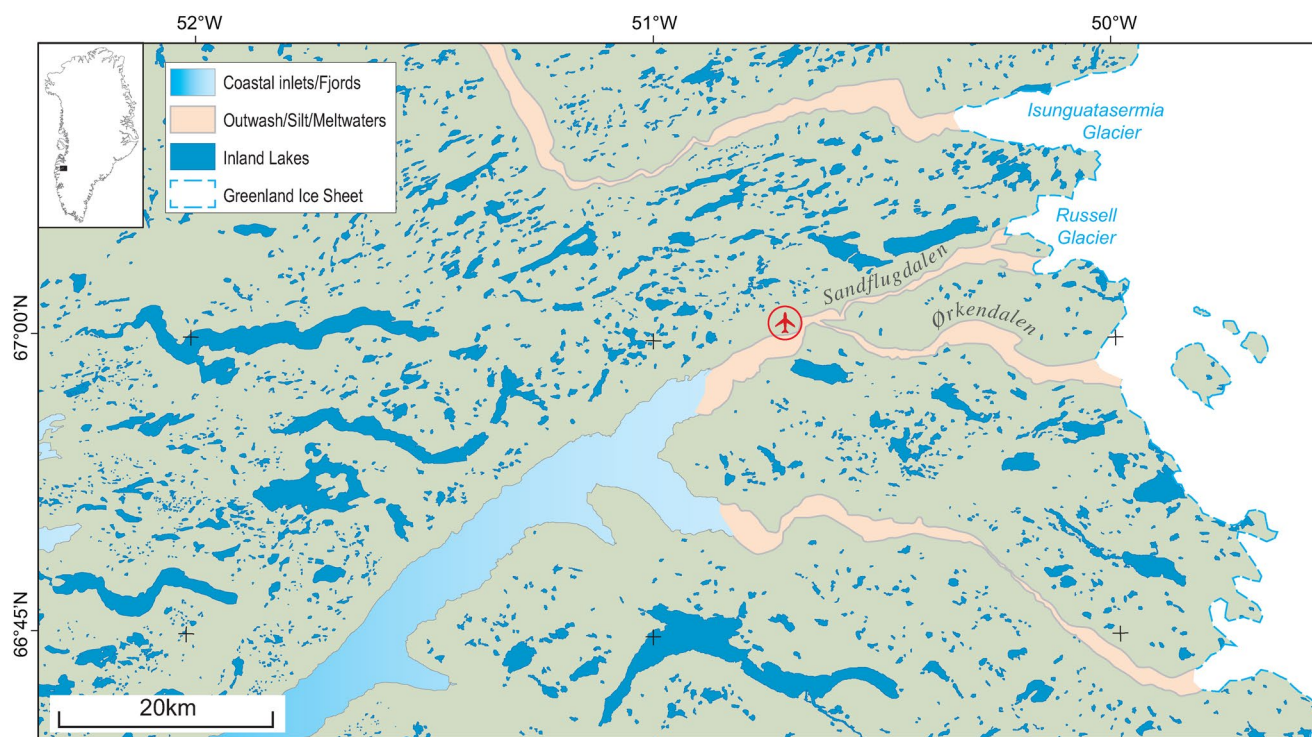 52°W
51°W
50°W
Coastal inlets/Fjords
Outwash/Silt/Meltwaters
Inland Lakes
Greenland Ice Sheet
Isunguatasermia
Glacier
Russell
Glacier
Sandflugdalen
Ørkendalen
67°00'N
66°45'N
20km